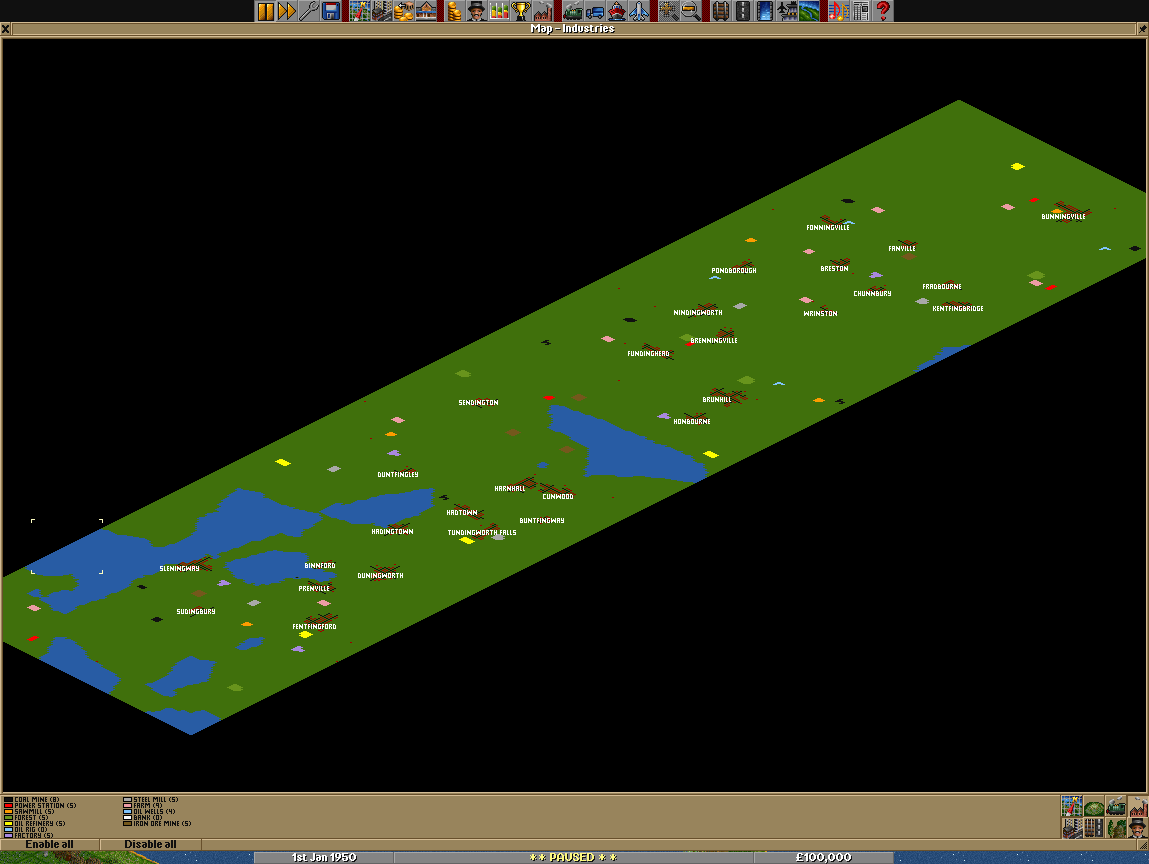 Map - Industries
BUNNINGVILLE
FONNINGVILLE
FANVILLE
PONDBOROUGH
BRESTON
CHUNNBURY
FRADBOURNE
KENTFINGBRIDGE
NINDINGWORTH
WRINSTON
BRENNINGVILLE
FUNDINGHEAD
SENDINGTON
BRUNHILL
HONBOURNE
DUNTFINGLEY
HARNHALL
CUNWOOD
HADTOWN
BUNTFINGWAY
HADINGTOWN
TUNDINGWORTH FALLS
SLENINGWAY
BINNFORD
DUNINGWORTH
PRENVILLE
SUDINGBURY
FENTFINGFORD
COAL MINE (8)
POWER STATION (5)
SAWMILL (5)
FOREST (5)
OIL REFINERY (5)
OIL RIG (0)
FACTORY (5)
STEEL MILL (5)
FARM (9)
OIL WELLS (4)
BANK (0)
IRON ORE MINE (5)
Enable all
Disable all
1st Jan 1950
** PAUSED **
£100,000